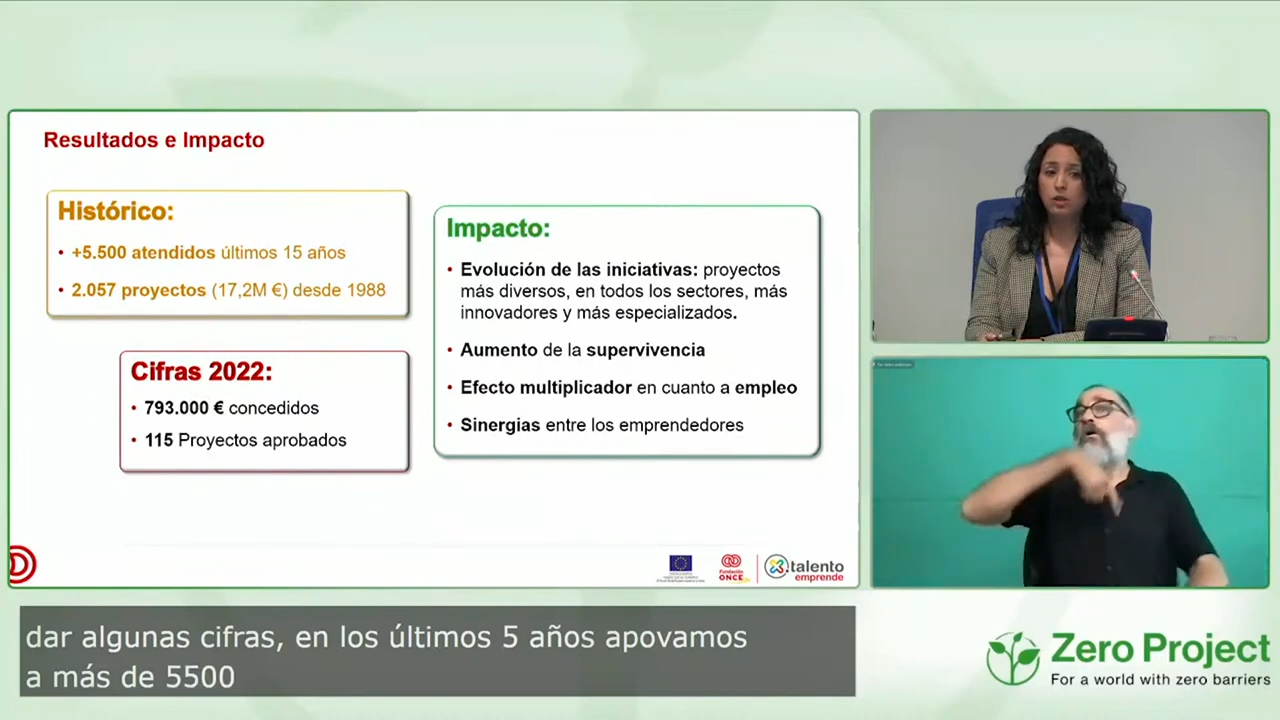 Resultados e Impacto
Histórico:
• +5.500 atendidos últimos 15 años
• 2.057 proyectos (17,2M €) desde 1988
Cifras 2022:
• 793.000 € concedidos
• 115 Proyectos aprobados
Impacto:
• Evolución de las iniciativas: proyectos
más diversos, en todos los sectores, más
innovadores y más especializados.
• Aumento de la supervivencia
• Efecto multiplicador en cuanto a empleo
• Sinergias entre los emprendedores
Fundación
ONCE
talento
emprende
dar algunas cifras, en los últimos 5 años apovamos
a más de 5500
Zero Project
For a world with zero barriers